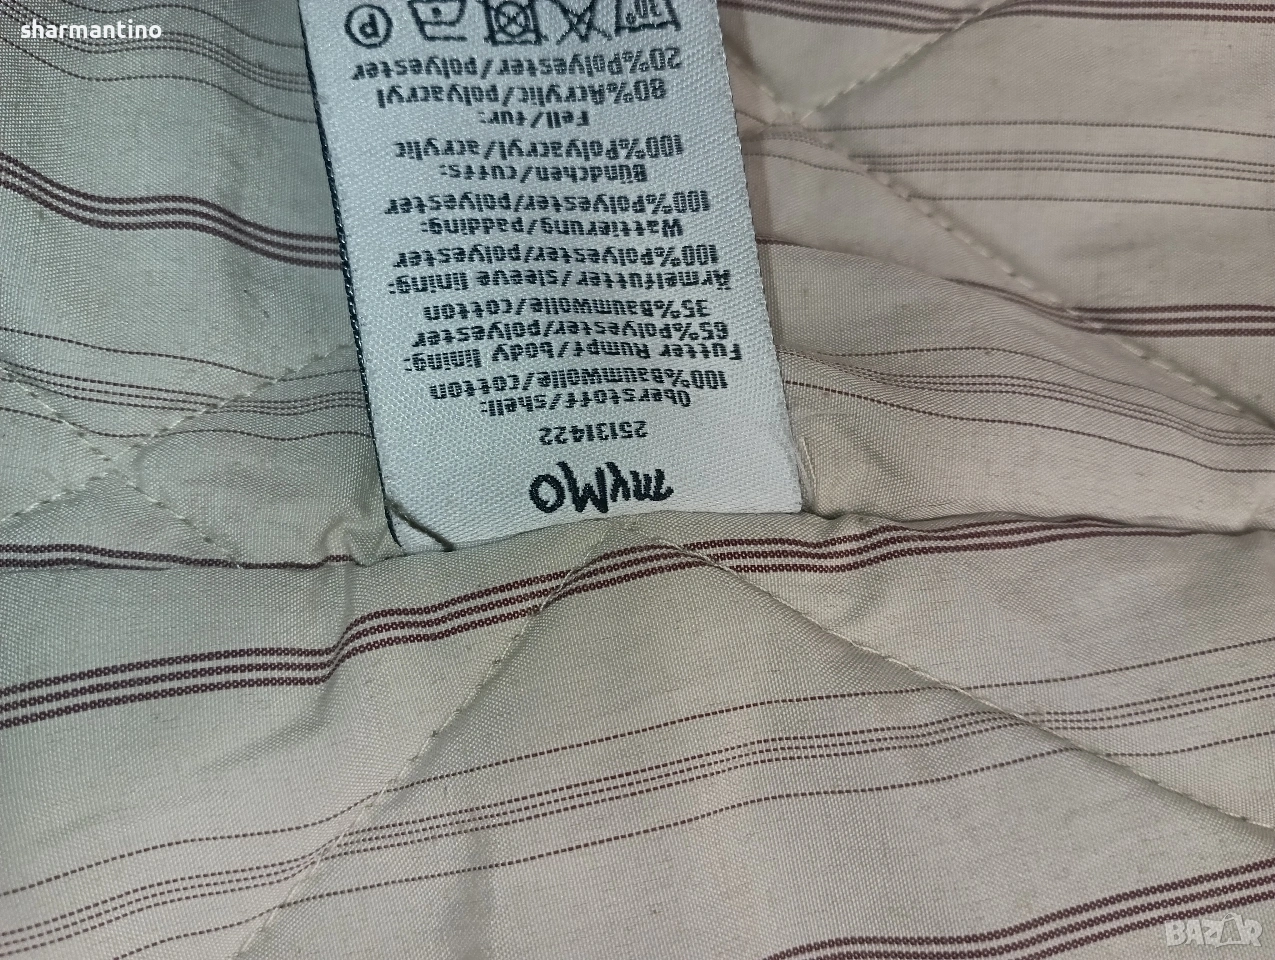 sharmantino
myMO
25131422
Oberstoff/shell:
100%Baumwolle/cotton
Futter Rumpf/body lining:
65%Polyester/polyester
35%Baumwolle/cotton
Ärmelfutter/sleeve lining:
100%Polyester/polyester
Wattierung/padding:
100%Polyester/polyester
Bündchen/cuffs:
100%Polyacryl/acrylic
Fell/fur:
80%Acrylic/polyacryl
20%Polyester/polyester
30°
P
BAZAR